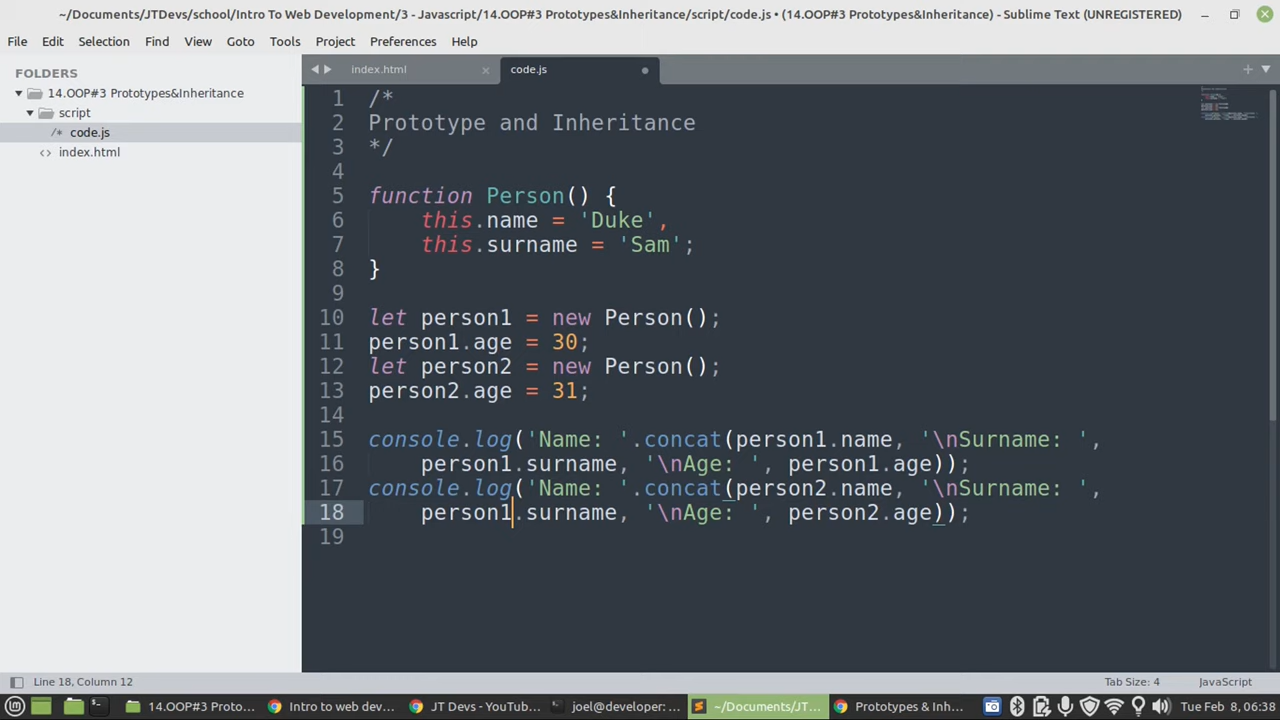 ~/Documents/JTDevs/school/Intro To Web Development/3 - Javascript/14.OOP#3 Prototypes&Inheritance/script/code.js • (14.OOP#3 Prototypes&Inheritance) - Sublime Text (UNREGISTERED)
File Edit Selection Find View Goto Tools Project Preferences Help
FOLDERS
14.OOP#3 Prototypes&Inheritance
script
/* code.js
<> index.html
index.html × code.js
1 /*
2 Prototype and Inheritance
3 */
4
5 function Person() {
6     this.name = 'Duke',
7     this.surname = 'Sam';
8 }
9
10 let person1 = new Person();
11 person1.age = 30;
12 let person2 = new Person();
13 person2.age = 31;
14
15 console.log('Name: '.concat(person1.name, '\nSurname: ',
16     person1.surname, '\nAge: ', person1.age));
17 console.log('Name: '.concat(person2.name, '\nSurname: ',
18     person1.surname, '\nAge: ', person2.age));
19
Line 18, Column 12 Tab Size: 4 JavaScript
14.OOP#3 Proto... Intro to web dev... JT Devs - YouTub... joel@developer: ... ~/Documents/JT... Prototypes & Inh... Tue Feb 8, 06:38